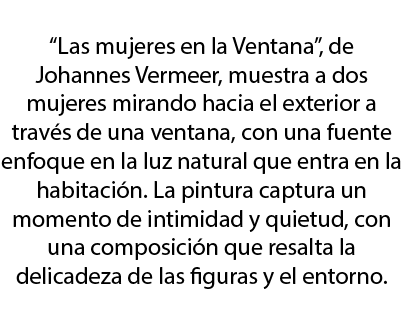 “Las mujeres en la Ventana”, de
Johannes Vermeer, muestra a dos
mujeres mirando hacia el exterior a
través de una ventana, con una fuente
enfoque en la luz natural que entra en la
habitación. La pintura captura un
momento de intimidad y quietud, con
una composición que resalta la
delicadeza de las figuras y el entorno.